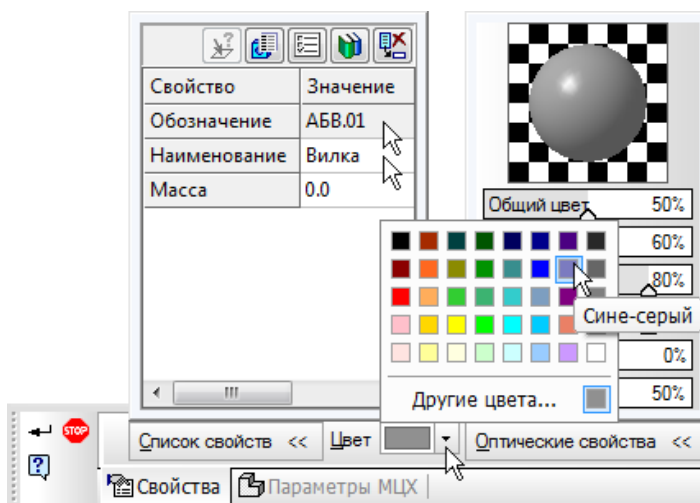 Свойство Значение
Обозначение АБВ.01
Наименование Вилка
Масса 0.0
Общий цвет 50%
60%
80%
Сине-серый
0%
Другие цвета... 50%
STOP
Список свойств << Цвет Оптические свойства <<
Свойства Параметры МЦХ